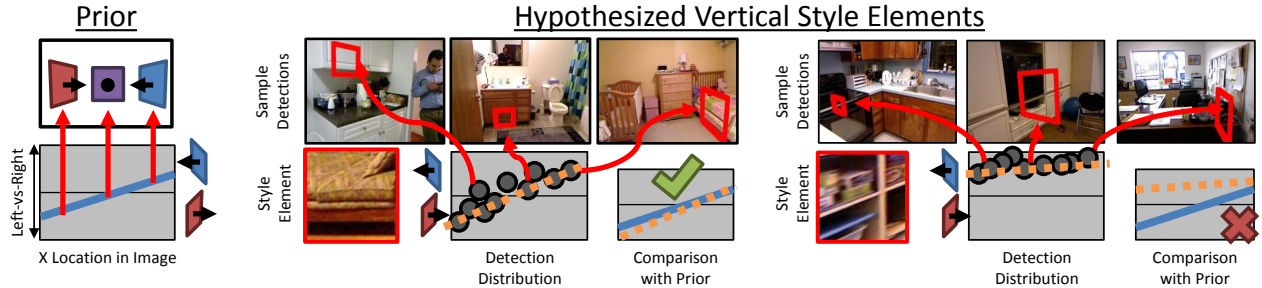 Prior
Left-vs-Right
X Location in Image
Hypothesized Vertical Style Elements
Sample
Detections
Style
Element
Detection
Distribution
Comparison
with Prior
Sample
Detections
Style
Element
Detection
Distribution
Comparison
with Prior